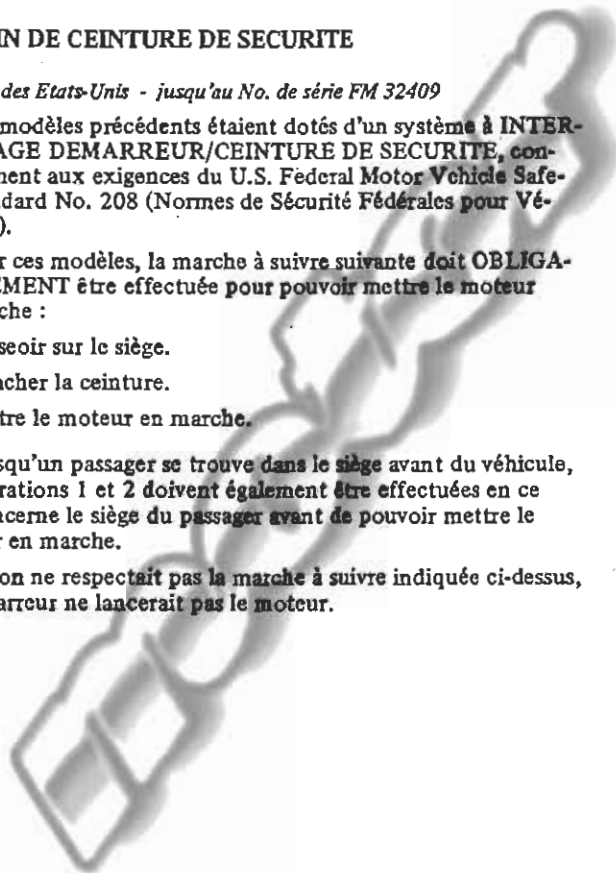 IN DE CEINTURE DE SECURITE
des Etats-Unis - jusqu'au No. de série FM 32409
modèles précédents étaient dotés d'un système à INTER-
AGE DEMARREUR/CEINTURE DE SECURITE, con-
ment aux exigences du U.S. Federal Motor Vehicle Safe-
dard No. 208 (Normes de Sécurité Fédérales pour Vé-
).
r ces modèles, la marche à suivre suivante doit OBLIGA-
EMENT être effectuée pour pouvoir mettre le moteur
che :
seoir sur le siège.
acher la ceinture.
tre le moteur en marche.
squ'un passager se trouve dans le siège avant du véhicule,
rations 1 et 2 doivent également être effectuées en ce
ncerne le siège du passager avant de pouvoir mettre le
r en marche.
on ne respectait pas la marche à suivre indiquée ci-dessus,
arreur ne lancerait pas le moteur.